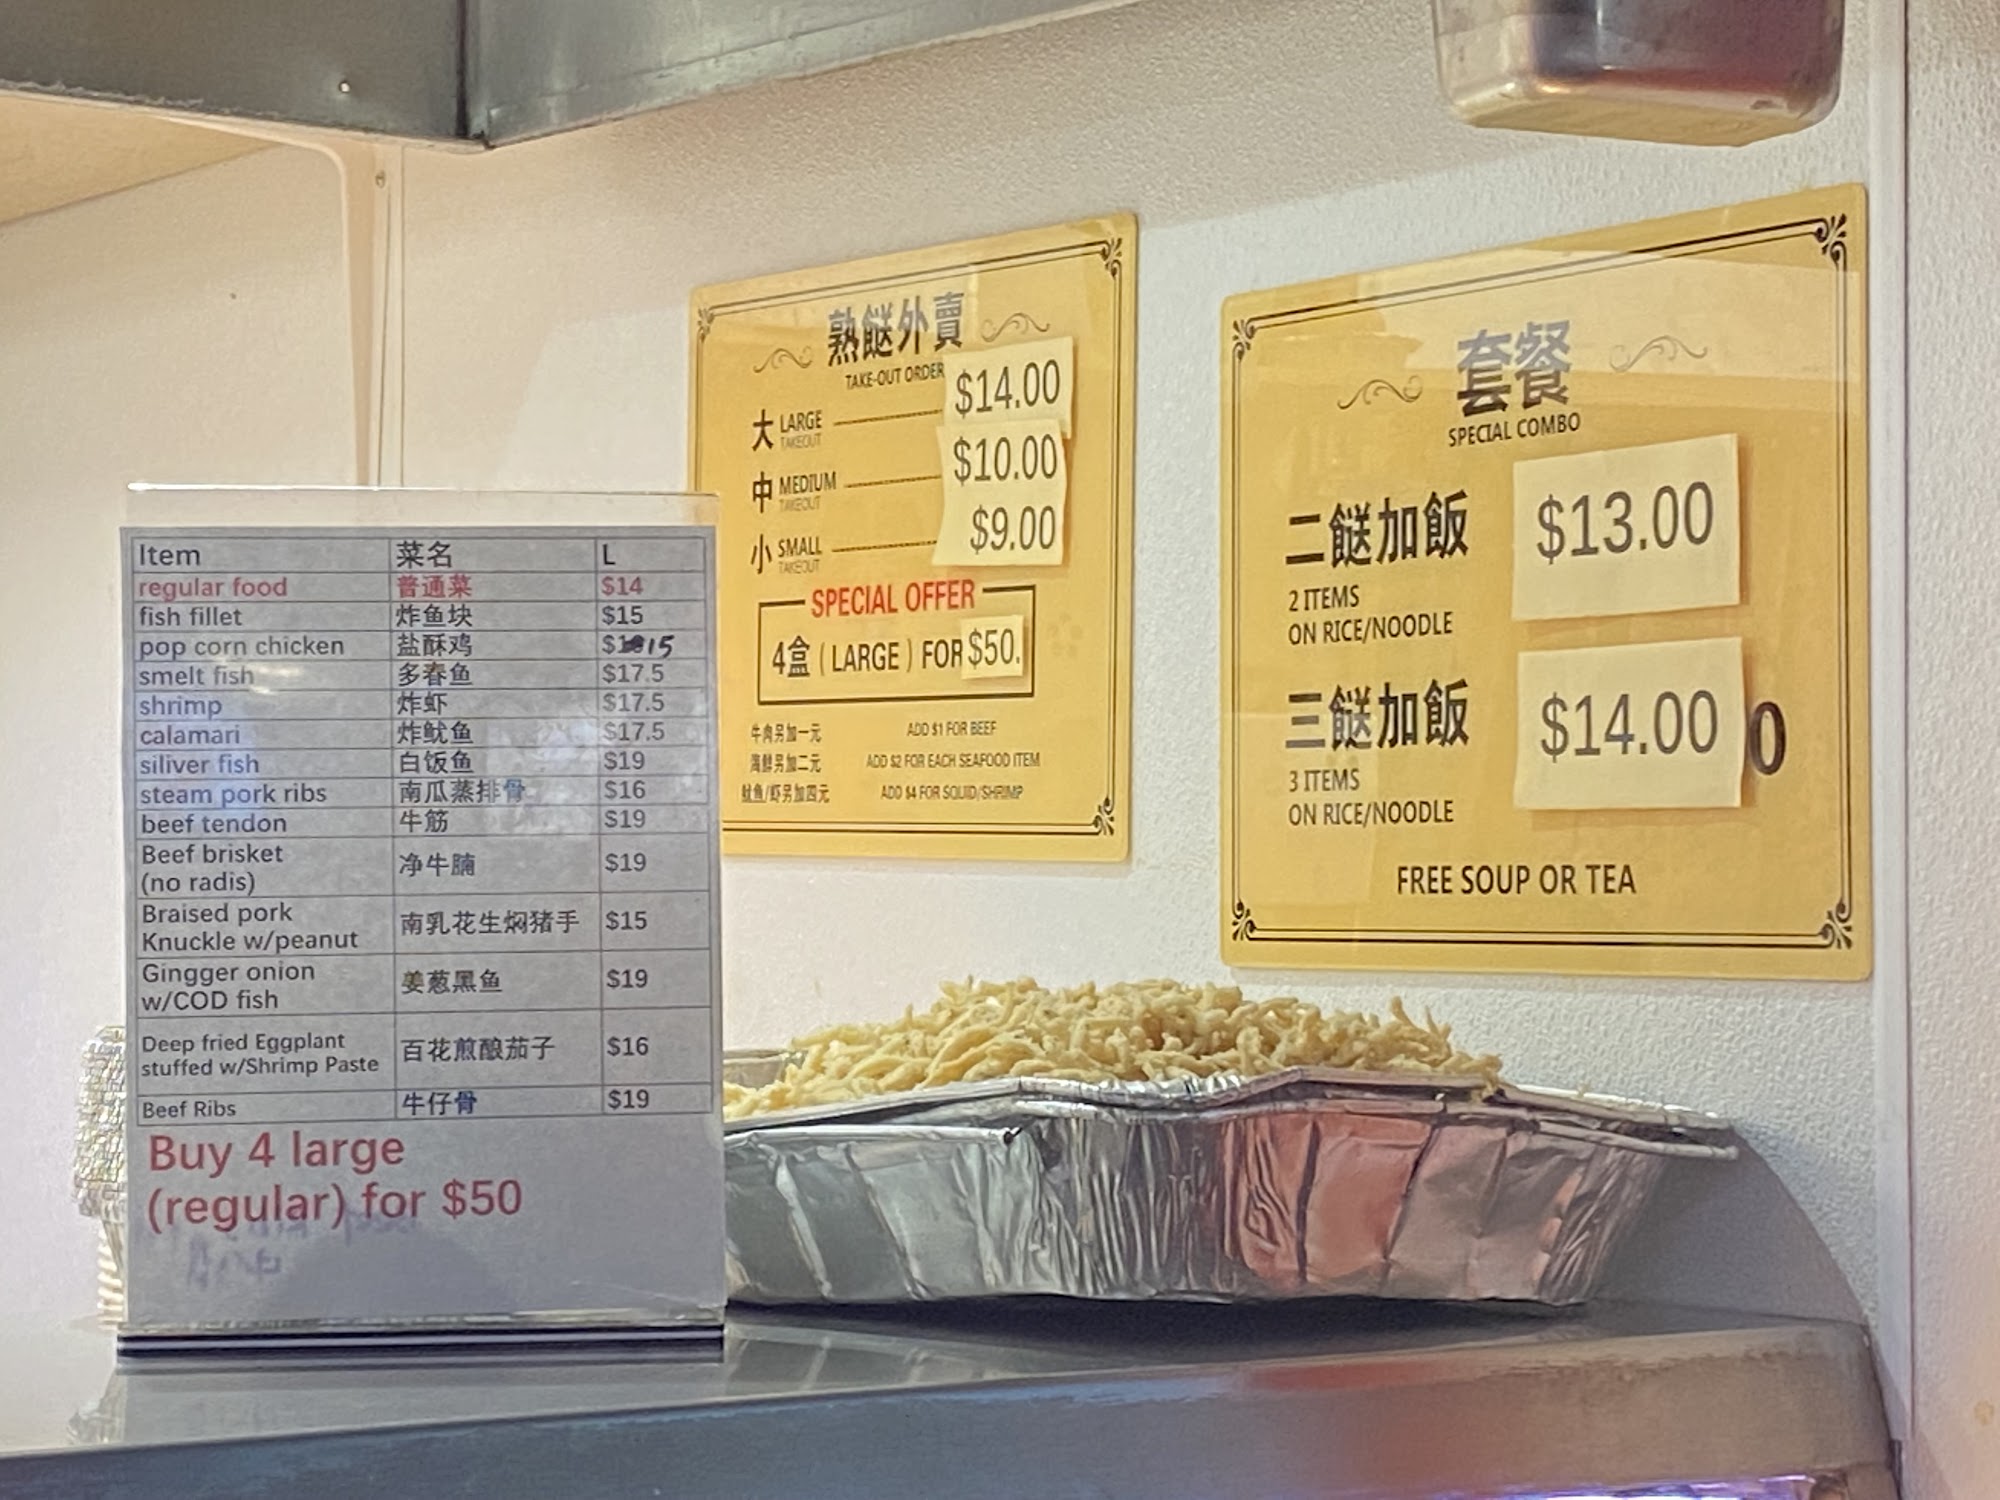 Item 菜名 L
regular food 普通菜 $14
fish fillet 炸鱼块 $15
pop corn chicken 盐酥鸡 $15
smelt fish 多春鱼 $17.5
shrimp 炸虾 $17.5
calamari 炸鱿鱼 $17.5
siliver fish 白饭鱼 $19
steam pork ribs 南瓜蒸排骨 $16
beef tendon 牛筋 $19
Beef brisket
(no radis) 净牛腩 $19
Braised pork
Knuckle w/peanut 南乳花生焖猪手 $15
Gingger onion
w/COD fish 姜葱黑鱼 $19
Deep fried Eggplant
stuffed w/Shrimp Paste 百花煎酿茄子 $16
Beef Ribs 牛仔骨 $19
Buy 4 large
(regular) for $50
熟餸外賣
TAKE-OUT ORDER
大 LARGE $14.00
TAKEOUT
中 MEDIUM $10.00
TAKEOUT
小 SMALL $9.00
TAKEOUT
SPECIAL OFFER
4盒 ( LARGE ) FOR $50.
牛肉另加一元 ADD $1 FOR BEEF
海鮮另加二元 ADD $2 FOR EACH SEAFOOD ITEM
魷魚/虾另加四元 ADD $4 FOR SQUID/SHRIMP
套餐
SPECIAL COMBO
二餸加飯 $13.00
2 ITEMS
ON RICE/NOODLE
三餸加飯 $14.00 0
3 ITEMS
ON RICE/NOODLE
FREE SOUP OR TEA